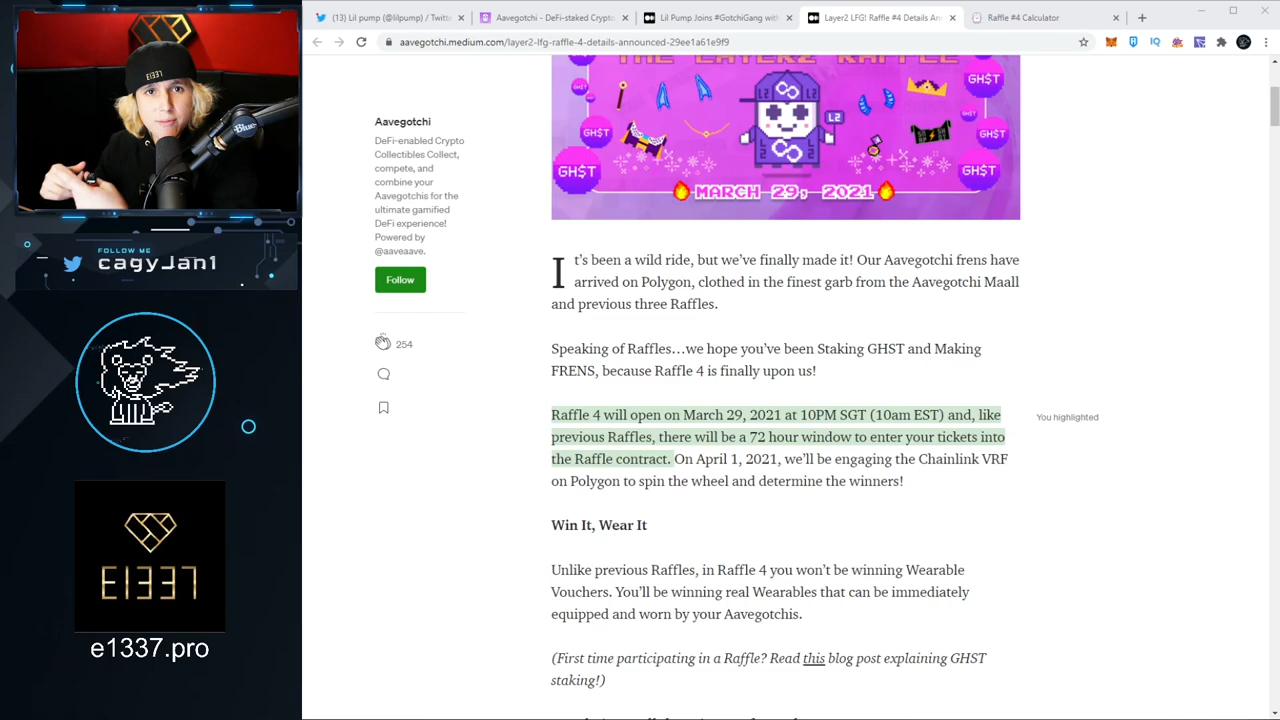 (13) Lil pump (@lilpump) / Twitte
Aavegotchi - DeFi-staked Crypto
Lil Pump Joins #GotchiGang with
Layer2 LFG! Raffle #4 Details An
Raffle #4 Calculator
aavegotchi.medium.com/layer2-lfg-raffle-4-details-announced-29ee1a61e9f9
E1337
Blue
FOLLOW ME
cagyJan1
E1337
e1337.pro
THE LAYER2 RAFFLE
GH$T
GH$T
GH$T
GH$T
GH$T
L2
MARCH 29, 2021
Aavegotchi
DeFi-enabled Crypto
Collectibles Collect,
compete, and
combine your
Aavegotchis for the
ultimate gamified
DeFi experience!
Powered by
@aaveaave.
Follow
254
It’s been a wild ride, but we’ve finally made it! Our Aavegotchi frens have
arrived on Polygon, clothed in the finest garb from the Aavegotchi Maall
and previous three Raffles.
Speaking of Raffles…we hope you’ve been Staking GHST and Making
FRENS, because Raffle 4 is finally upon us!
Raffle 4 will open on March 29, 2021 at 10PM SGT (10am EST) and, like
previous Raffles, there will be a 72 hour window to enter your tickets into
the Raffle contract. On April 1, 2021, we’ll be engaging the Chainlink VRF
on Polygon to spin the wheel and determine the winners!
You highlighted
Win It, Wear It
Unlike previous Raffles, in Raffle 4 you won’t be winning Wearable
Vouchers. You’ll be winning real Wearables that can be immediately
equipped and worn by your Aavegotchis.
(First time participating in a Raffle? Read this blog post explaining GHST
staking!)